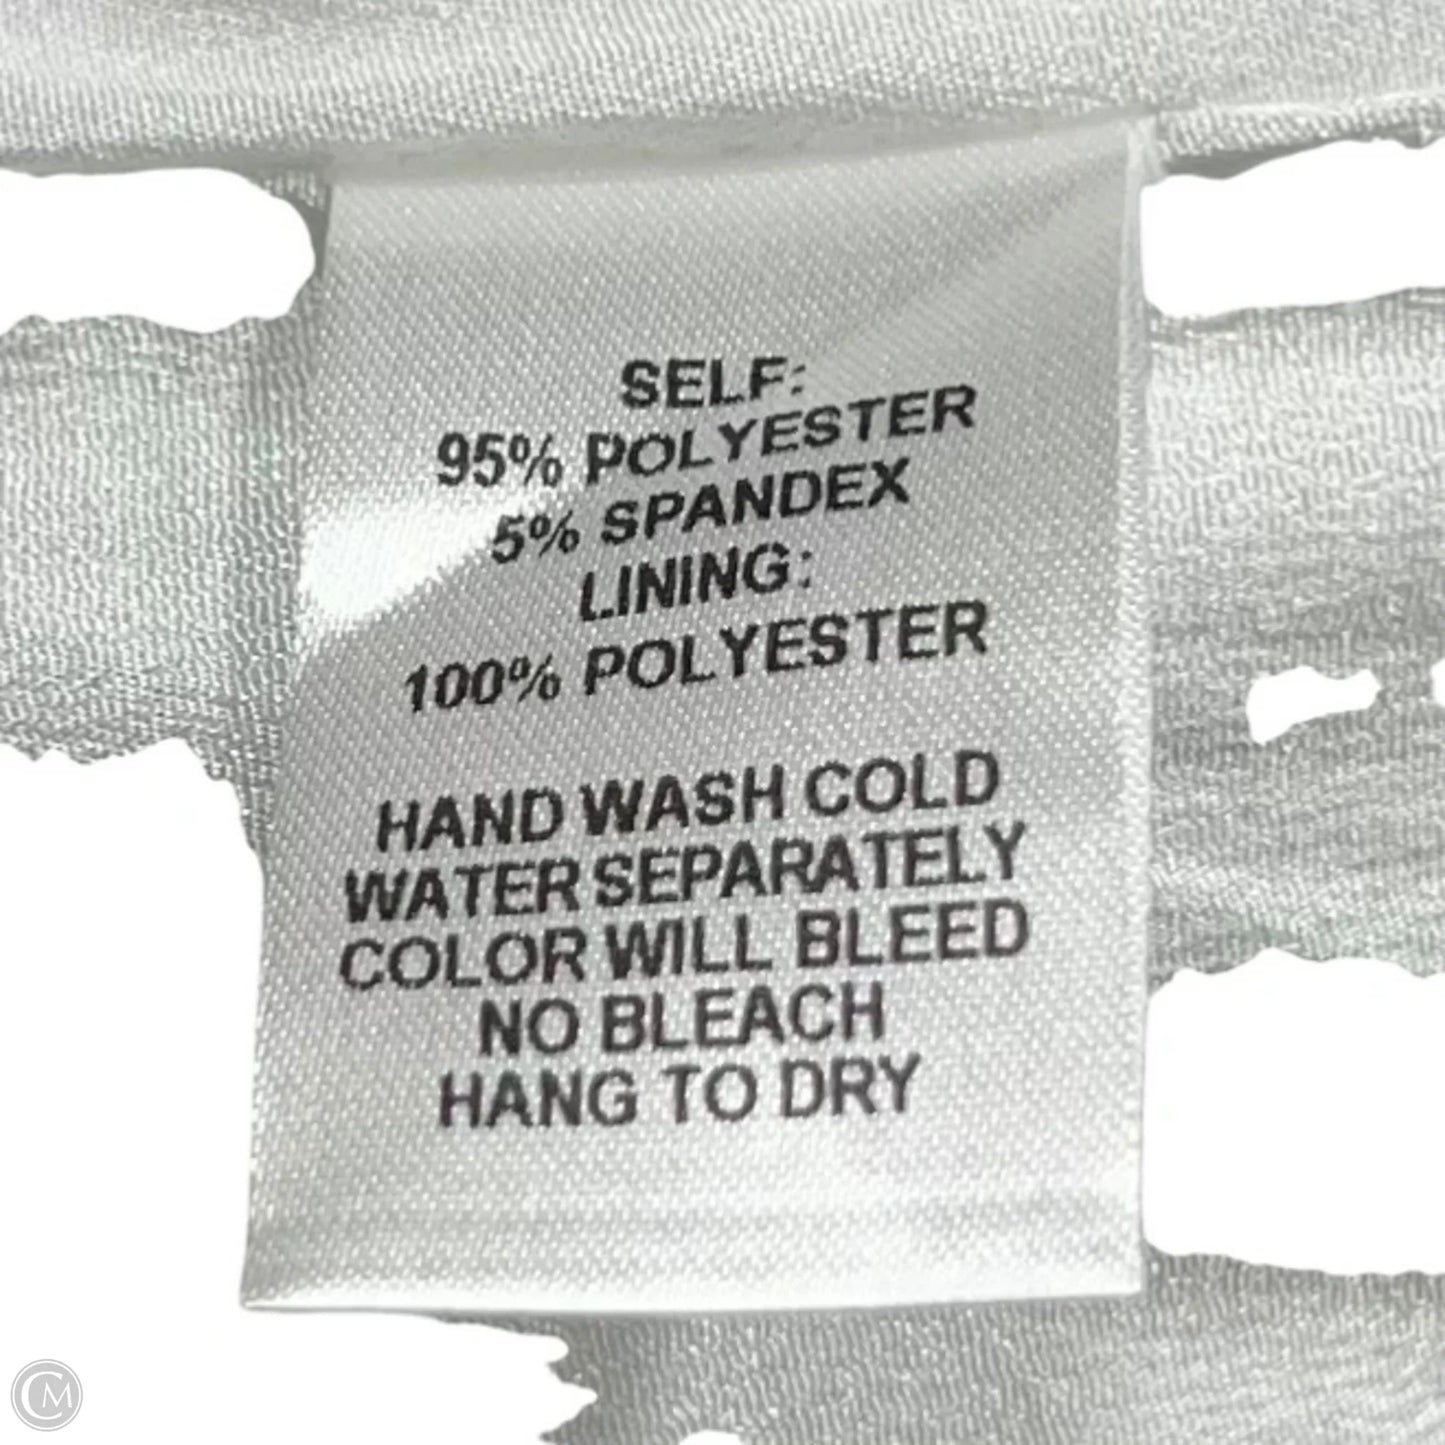 SELF:
95% POLYESTER
5% SPANDEX
LINING:
100% POLYESTER
HAND WASH COLD
WATER SEPARATELY
COLOR WILL BLEED
NO BLEACH
HANG TO DRY
CM